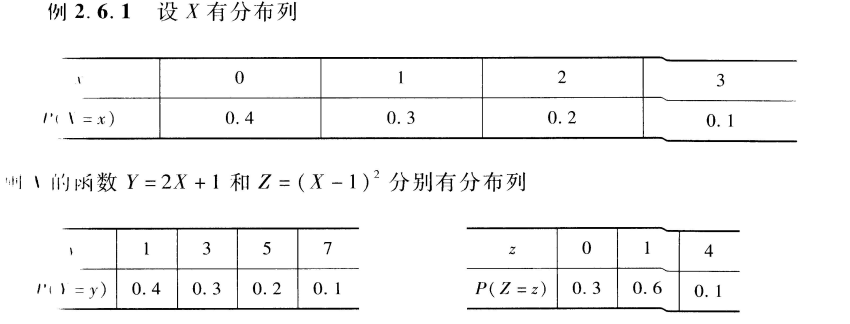 例 2.6.1 设 X 有分布列
0 1 2 3
= x) 0.4 0.3 0.2 0.1
的函数 Y = 2X + 1 和 Z = (X - 1)² 分别有分布列
1 3 5 7
= y) 0.4 0.3 0.2 0.1
z 0 1 4
P(Z = z) 0.3 0.6 0.1